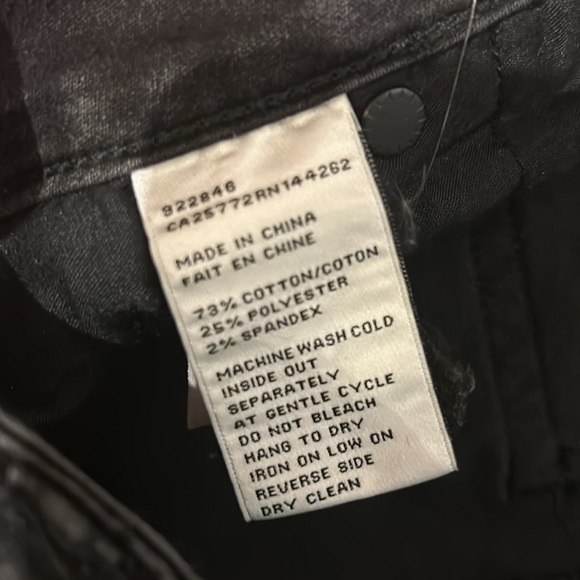 922846
CA25772RN144262
MADE IN CHINA
FAIT EN CHINE
73% COTTON/COTON
25% POLYESTER
2% SPANDEX
MACHINE WASH COLD
INSIDE OUT
SEPARATELY
AT GENTLE CYCLE
DO NOT BLEACH
HANG TO DRY
IRON ON LOW ON
REVERSE SIDE
DRY CLEAN